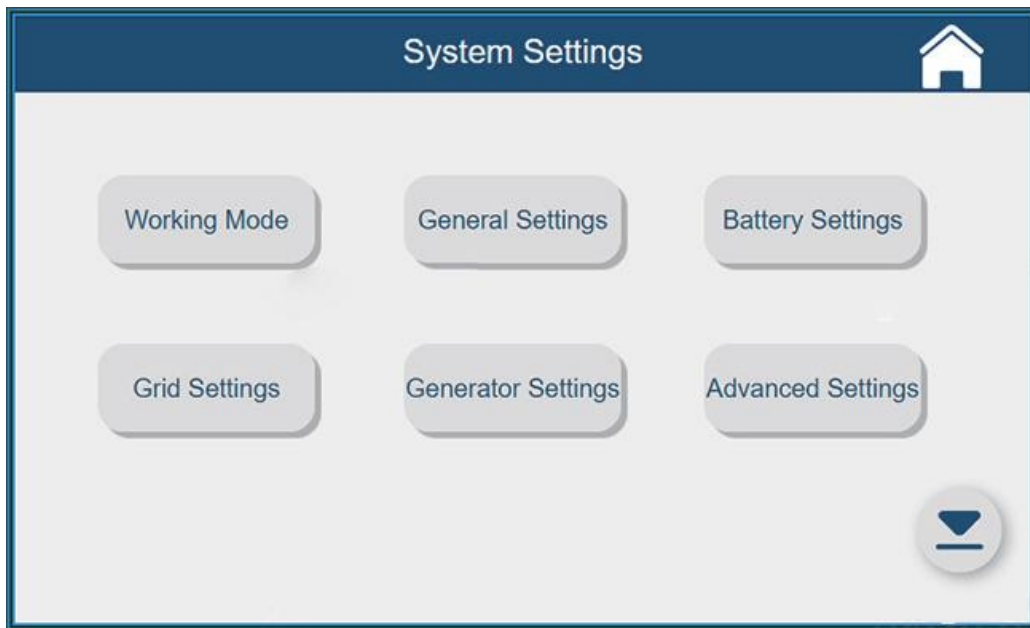 System Settings
Working Mode
General Settings
Battery Settings
Grid Settings
Generator Settings
Advanced Settings